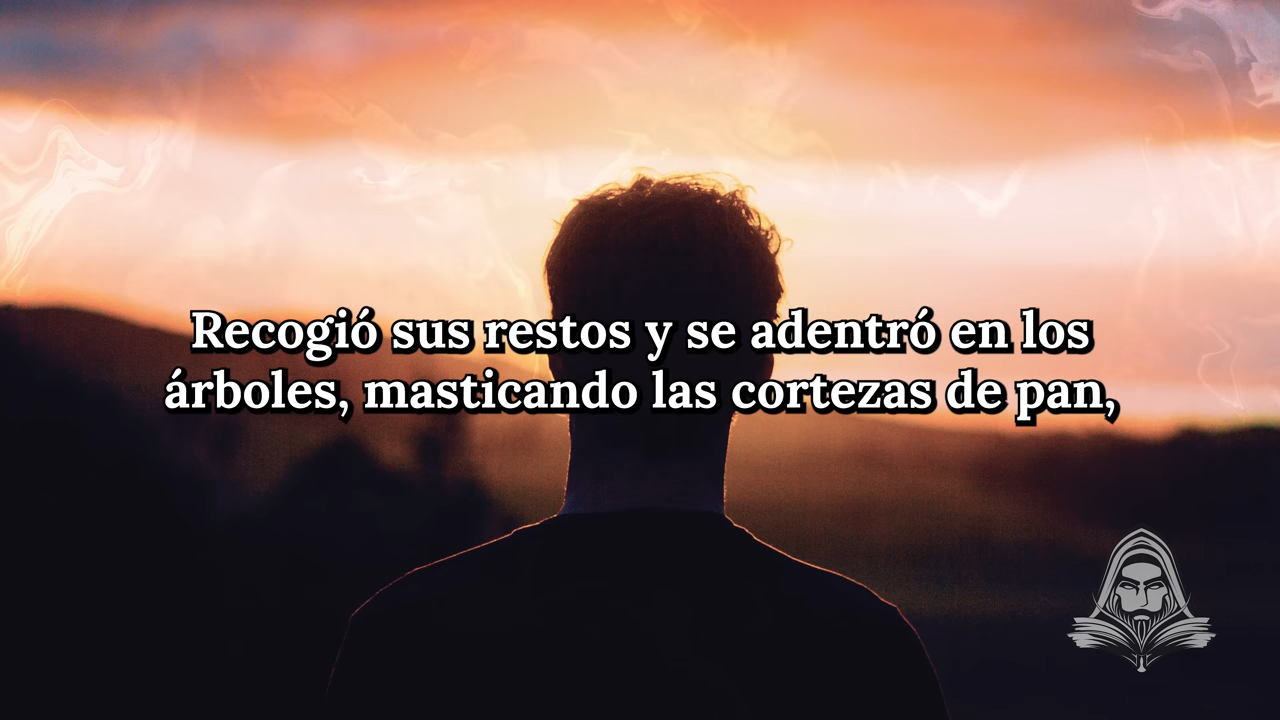 Recogió sus restos y se adentró en los
árboles, masticando las cortezas de pan,